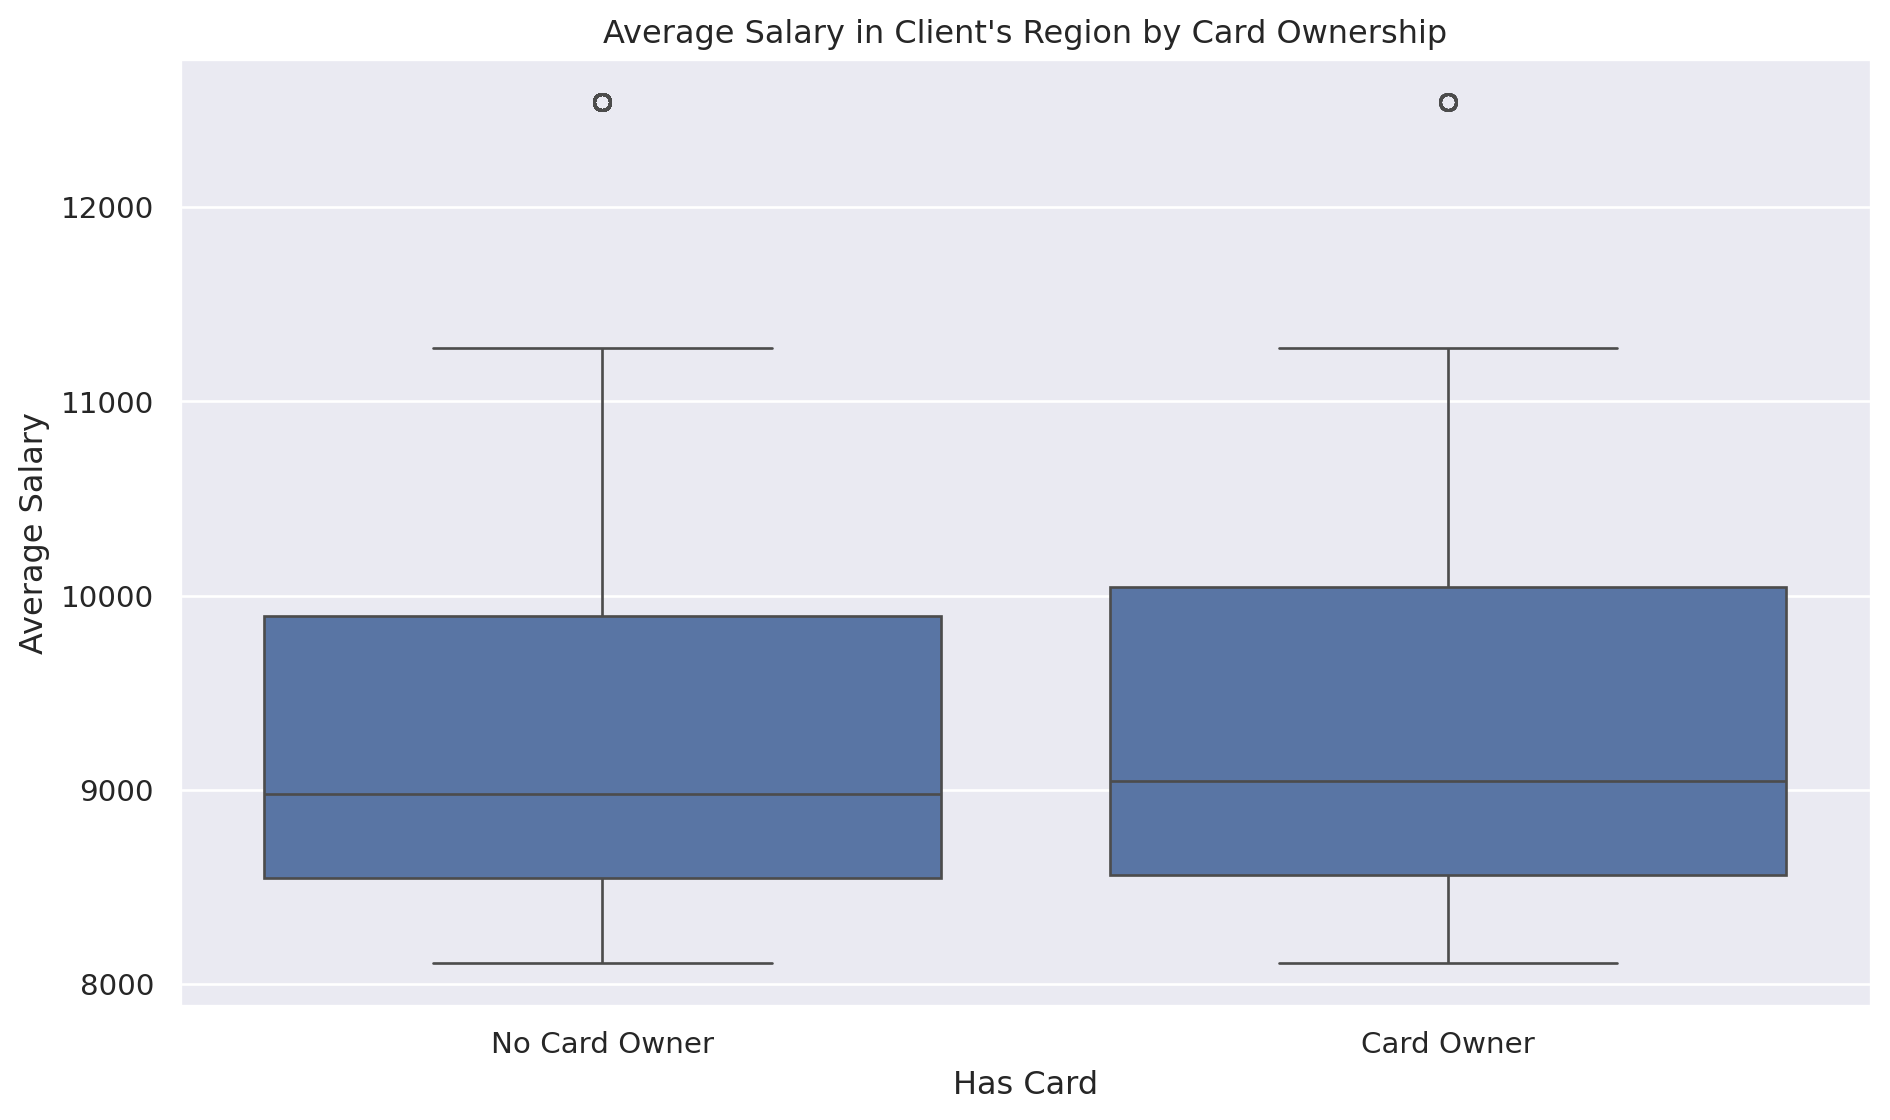 Average Salary in Client's Region by Card Ownership
Average Salary
12000
11000
10000
9000
8000
No Card Owner
Card Owner
Has Card